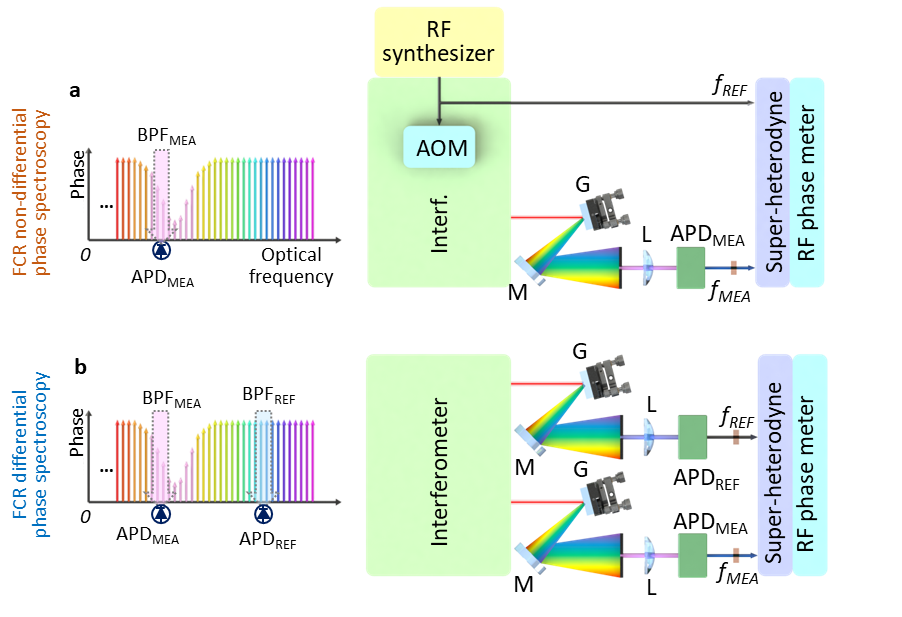 FCR non-differential
phase spectroscopy
a
BPF_MEA
Phase
...
0
Optical
frequency
APD_MEA
RF
synthesizer
AOM
Interf.
f_REF
G
M
L
APD_MEA
f_MEA
Super-heterodyne
RF phase meter
FCR differential
phase spectroscopy
b
BPF_MEA
BPF_REF
Phase
...
0
APD_MEA
APD_REF
Interferometer
G
M
L
APD_REF
f_REF
G
M
L
APD_MEA
f_MEA
Super-heterodyne
RF phase meter